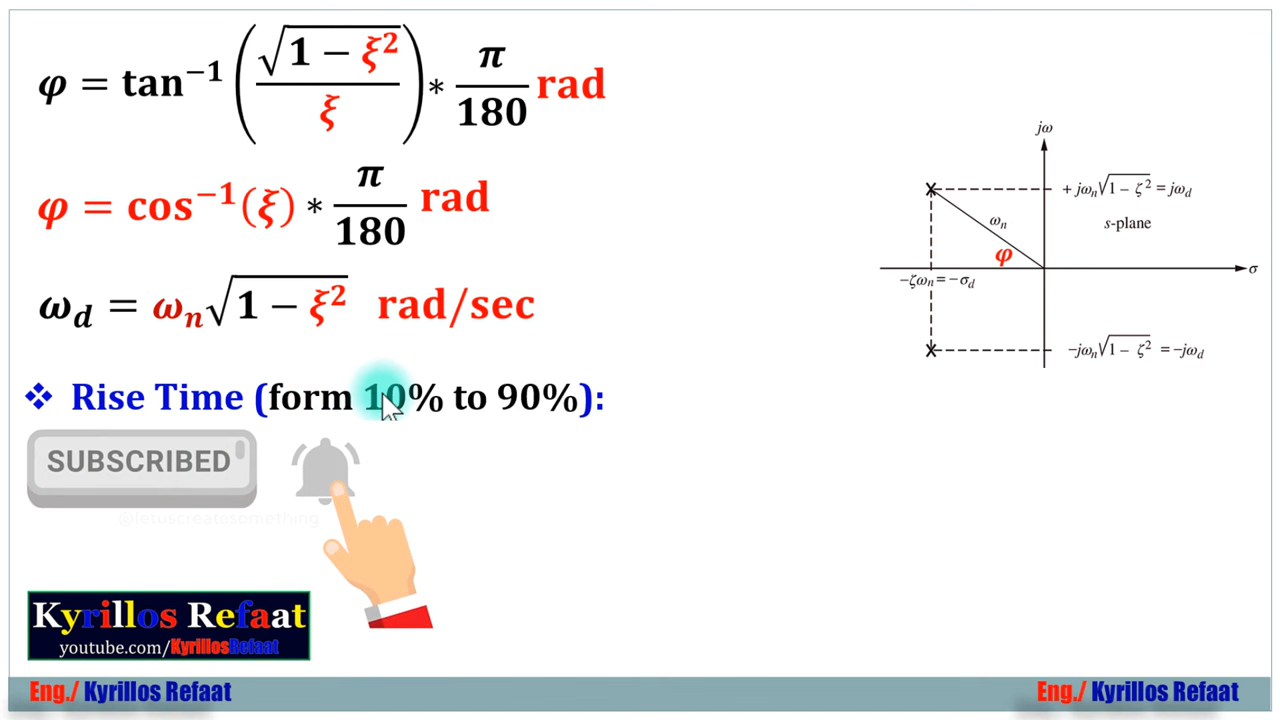 φ = tan⁻¹ (√(1 − ξ²) / ξ) * π/180 rad
φ = cos⁻¹(ξ) * π/180 rad
ω_d = ω_n √(1 − ξ²) rad/sec
❖ Rise Time (form 10% to 90%):
SUBSCRIBED
@letuscreatesomething
Kyrillos Refaat
youtube.com/KyrillosRefaat
Eng./ Kyrillos Refaat
jω
+ jω_n √(1 − ζ²) = jω_d
ω_n
s-plane
φ
σ
−ζω_n = −σ_d
−jω_n √(1 − ζ²) = −jω_d
Eng./ Kyrillos Refaat